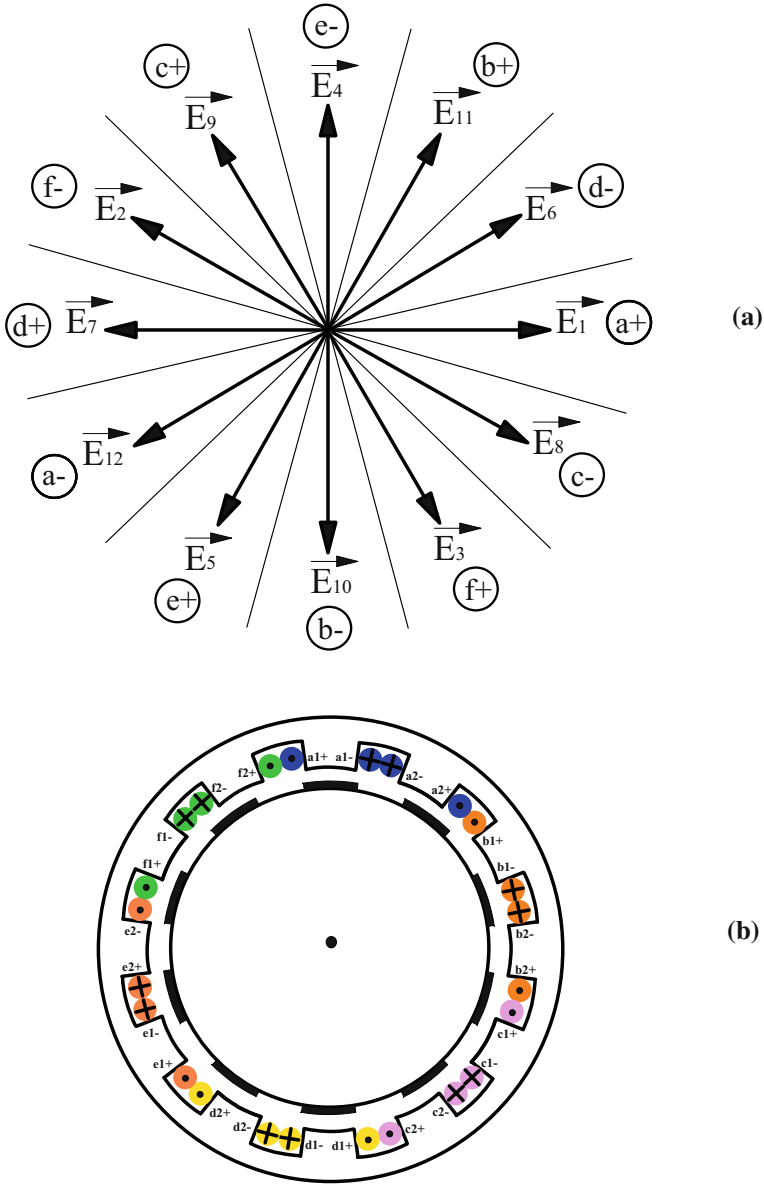 e-
c+
b+
E4
E9
E11
f-
d-
E2
E6
d+
E7
E1
a+
(a)
E12
E8
a-
c-
E5
E3
E10
e+
f+
b-
a1+ a1-
f2+
a2-
f2-
a2+
f1-
b1+
f1+
b1-
e2-
b2-
(b)
e2+
b2+
e1-
c1+
e1+
c1-
d2+
c2-
d2-
c2+
d1- d1+